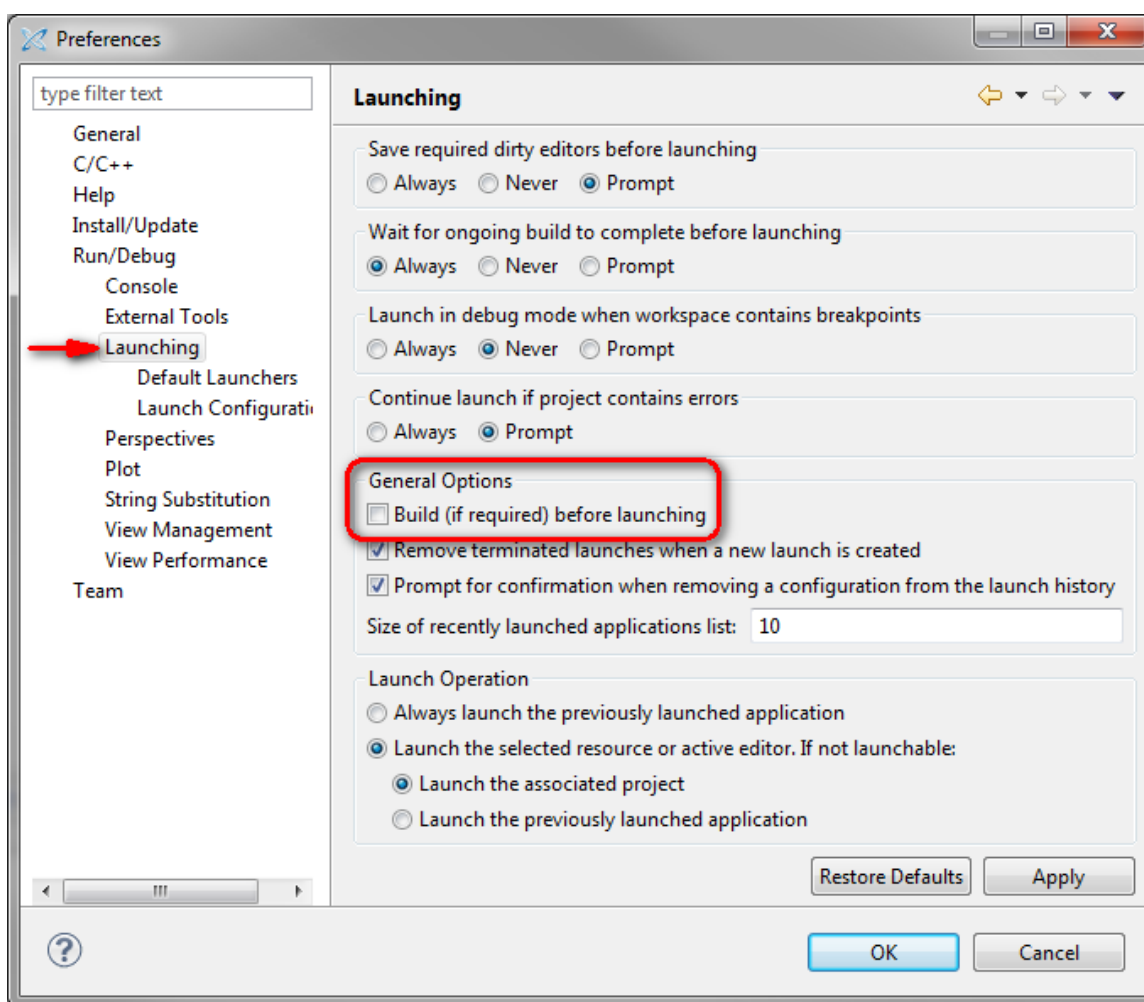 Preferences
type filter text
General
C/C++
Help
Install/Update
Run/Debug
Console
External Tools
Launching
Default Launchers
Launch Configurati
Perspectives
Plot
String Substitution
View Management
View Performance
Team
Launching
Save required dirty editors before launching
Always Never Prompt
Wait for ongoing build to complete before launching
Always Never Prompt
Launch in debug mode when workspace contains breakpoints
Always Never Prompt
Continue launch if project contains errors
Always Prompt
General Options
Build (if required) before launching
Remove terminated launches when a new launch is created
Prompt for confirmation when removing a configuration from the launch history
Size of recently launched applications list: 10
Launch Operation
Always launch the previously launched application
Launch the selected resource or active editor. If not launchable:
Launch the associated project
Launch the previously launched application
Restore Defaults Apply
OK Cancel